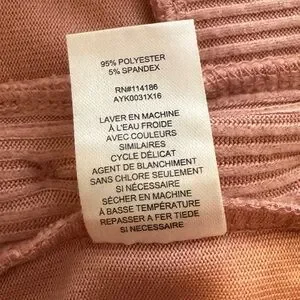 95% POLYESTER
5% SPANDEX
RN#114186
AYK0031X16
LAVER EN MACHINE
À L'EAU FROIDE
AVEC COULEURS
SIMILAIRES
CYCLE DÉLICAT
AGENT DE BLANCHIMENT
SANS CHLORE SEULEMENT
SI NÉCESSAIRE
SÉCHER EN MACHINE
À BASSE TEMPÉRATURE
REPASSER A FER TIEDE
SI NÉCESSAIRE